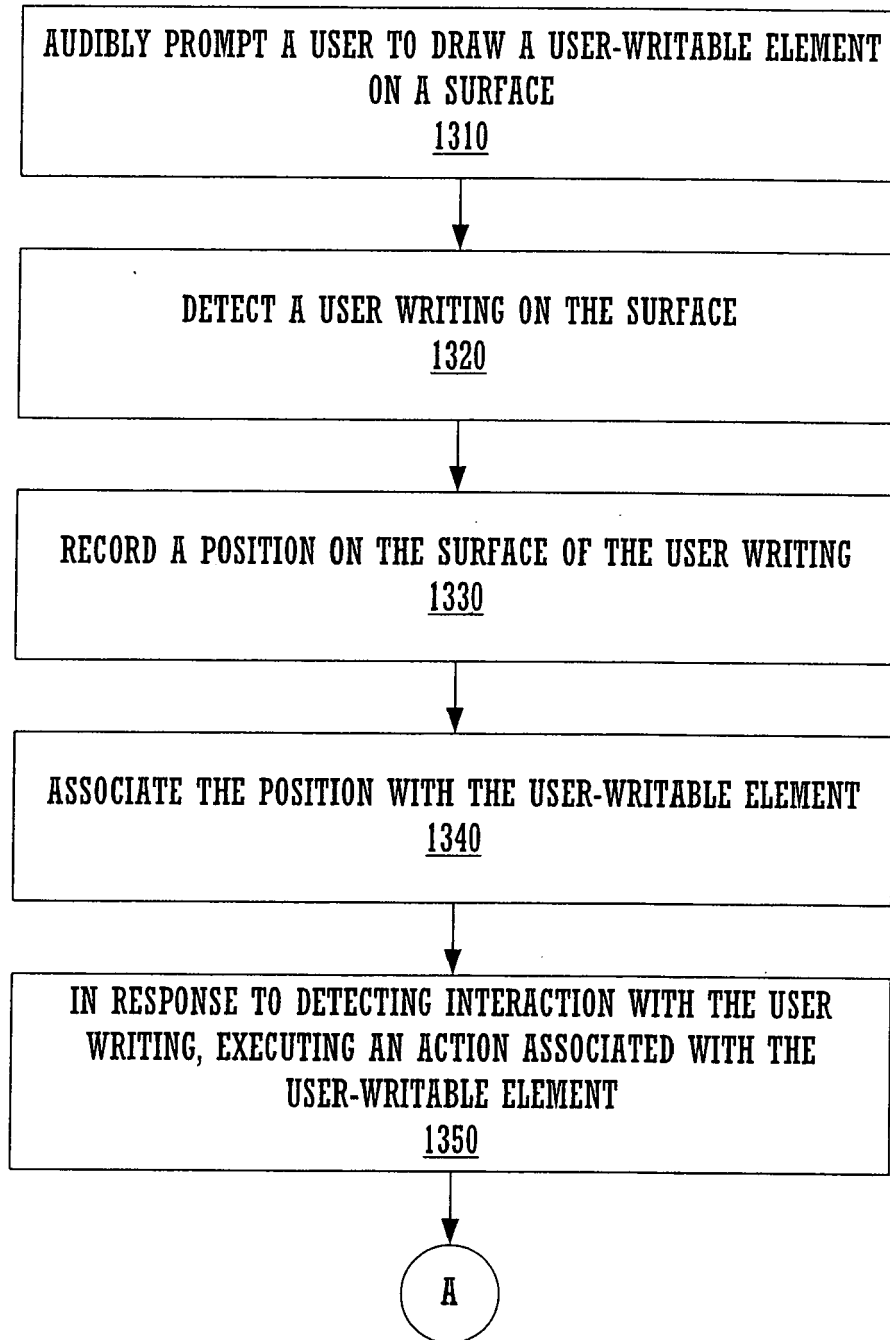 AUDIBLY PROMPT A USER TO DRAW A USER-WRITABLE ELEMENT
ON A SURFACE
1310
DETECT A USER WRITING ON THE SURFACE
1320
RECORD A POSITION ON THE SURFACE OF THE USER WRITING
1330
ASSOCIATE THE POSITION WITH THE USER-WRITABLE ELEMENT
1340
IN RESPONSE TO DETECTING INTERACTION WITH THE USER
WRITING, EXECUTING AN ACTION ASSOCIATED WITH THE
USER-WRITABLE ELEMENT
1350
A